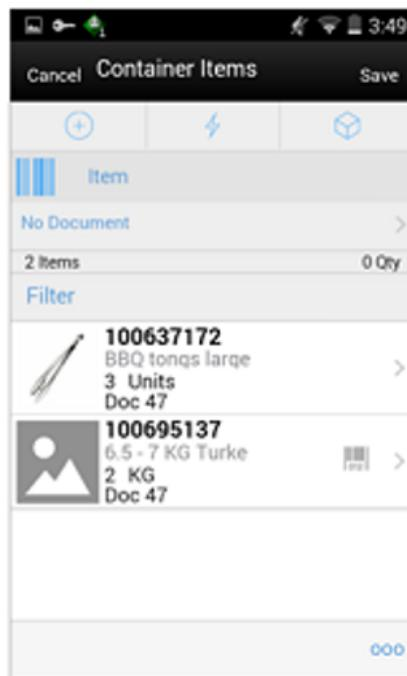 3:49
Cancel Container Items Save
Item
No Document
2 Items 0 Qty
Filter
100637172
BBQ tongs large
3 Units
Doc 47
100695137
6.5 - 7 KG Turke
2 KG
Doc 47